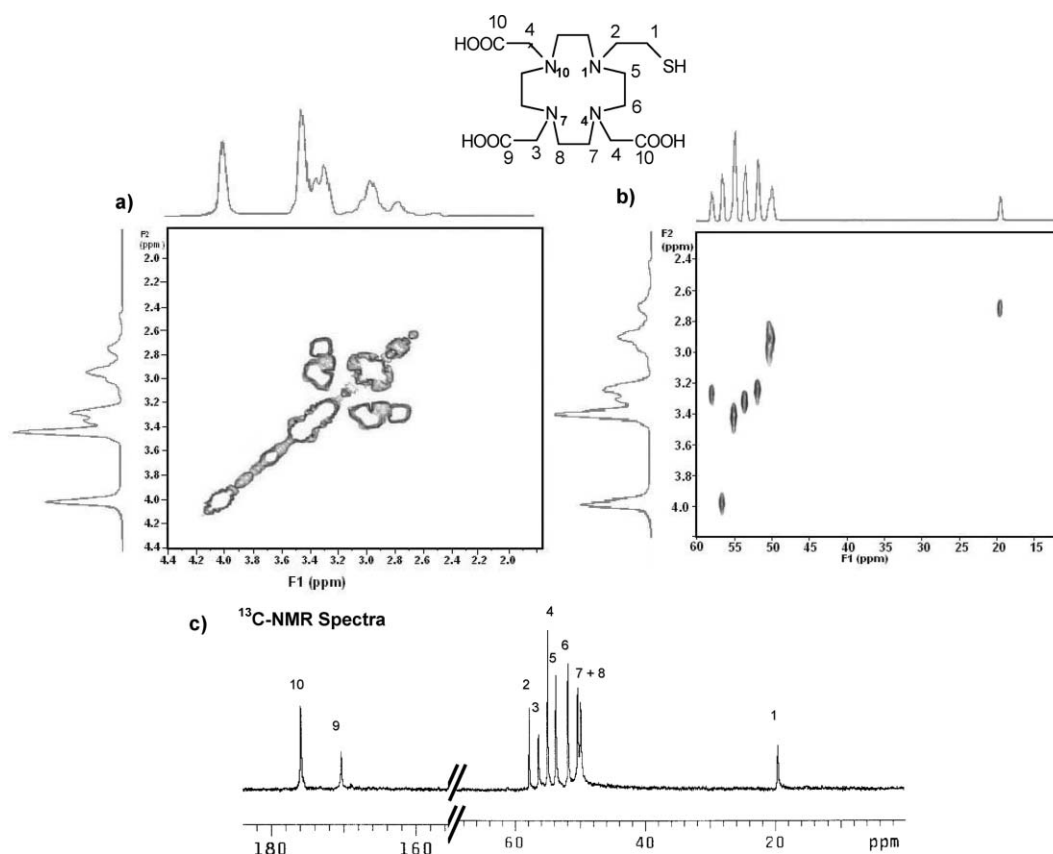 10 4 2 1
HOOC SH
N 10 N 1 5
6
N 7 N 4
HOOC COOH
9 3 8 7 4 10
a)
b)
F2
(ppm)
2.0
2.2
2.4
2.6
2.8
3.0
3.2
3.4
3.6
3.8
4.0
4.2
4.4
4.4 4.2 4.0 3.8 3.6 3.4 3.2 3.0 2.8 2.6 2.4 2.2 2.0
F1 (ppm)
F2
(ppm)
2.4
2.6
2.8
3.0
3.2
3.4
3.6
3.8
4.0
60 55 50 45 40 35 30 25 20 15
F1 (ppm)
c) 13C-NMR Spectra
10
9
2
3
4
5
6
7 + 8
1
180 160 60 40 20 ppm